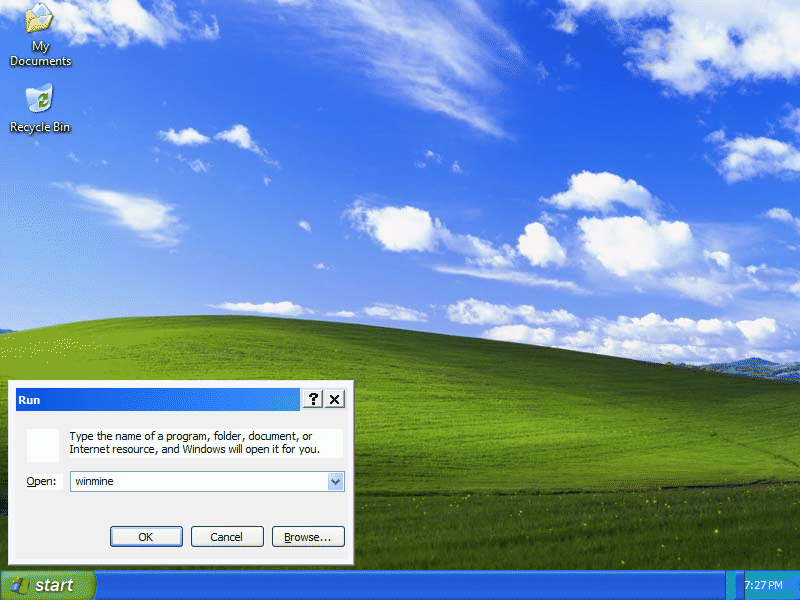 My
Documents
Recycle Bin
Run
?
Type the name of a program, folder, document, or
Internet resource, and Windows will open it for you.
Open:
winmine
OK
Cancel
Browse...
start
7:27 PM